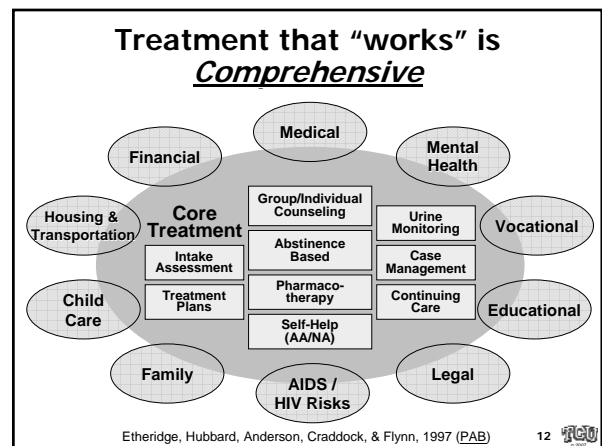 Treatment that “works” is
Comprehensive
Medical
Financial
Mental
Health
Housing &
Transportation
Core
Treatment
Group/Individual
Counseling
Urine
Monitoring
Vocational
Intake
Assessment
Abstinence
Based
Case
Management
Treatment
Plans
Pharmaco-
therapy
Continuing
Care
Child
Care
Educational
Self-Help
(AA/NA)
Family
AIDS /
HIV Risks
Legal
Etheridge, Hubbard, Anderson, Craddock, & Flynn, 1997 (PAB)
12
TCU
© 2007